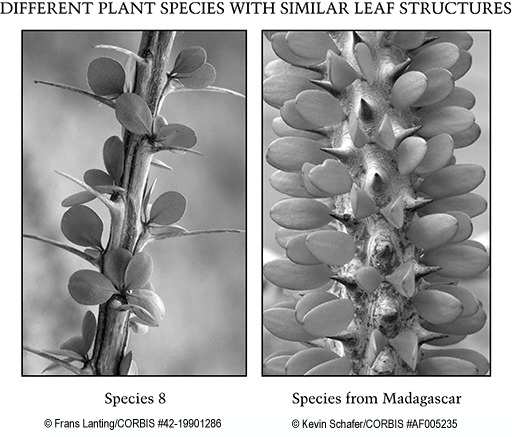 DIFFERENT PLANT SPECIES WITH SIMILAR LEAF STRUCTURES
Species 8
Species from Madagascar
© Frans Lanting/CORBIS #42-19901286
© Kevin Schafer/CORBIS #AF005235